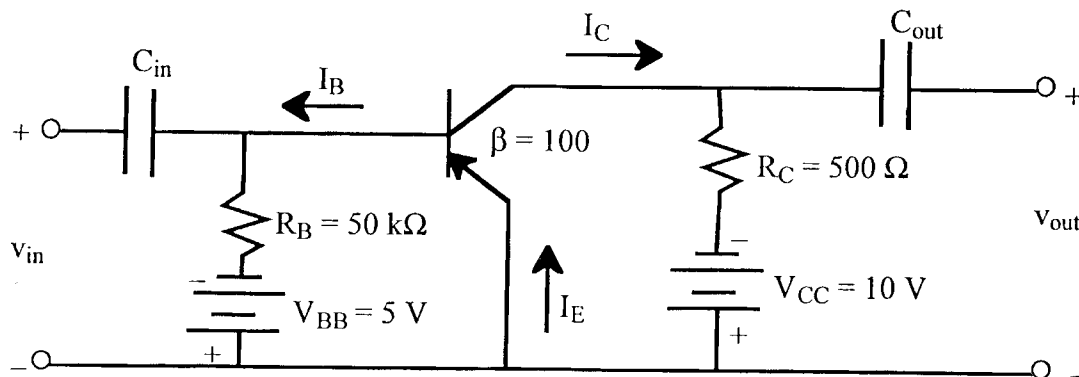 I_C
C_out
C_in
I_B
+
+
β = 100
R_C = 500 Ω
R_B = 50 kΩ
v_in
v_out
−
−
V_BB = 5 V
V_CC = 10 V
I_E
+
+
−
−